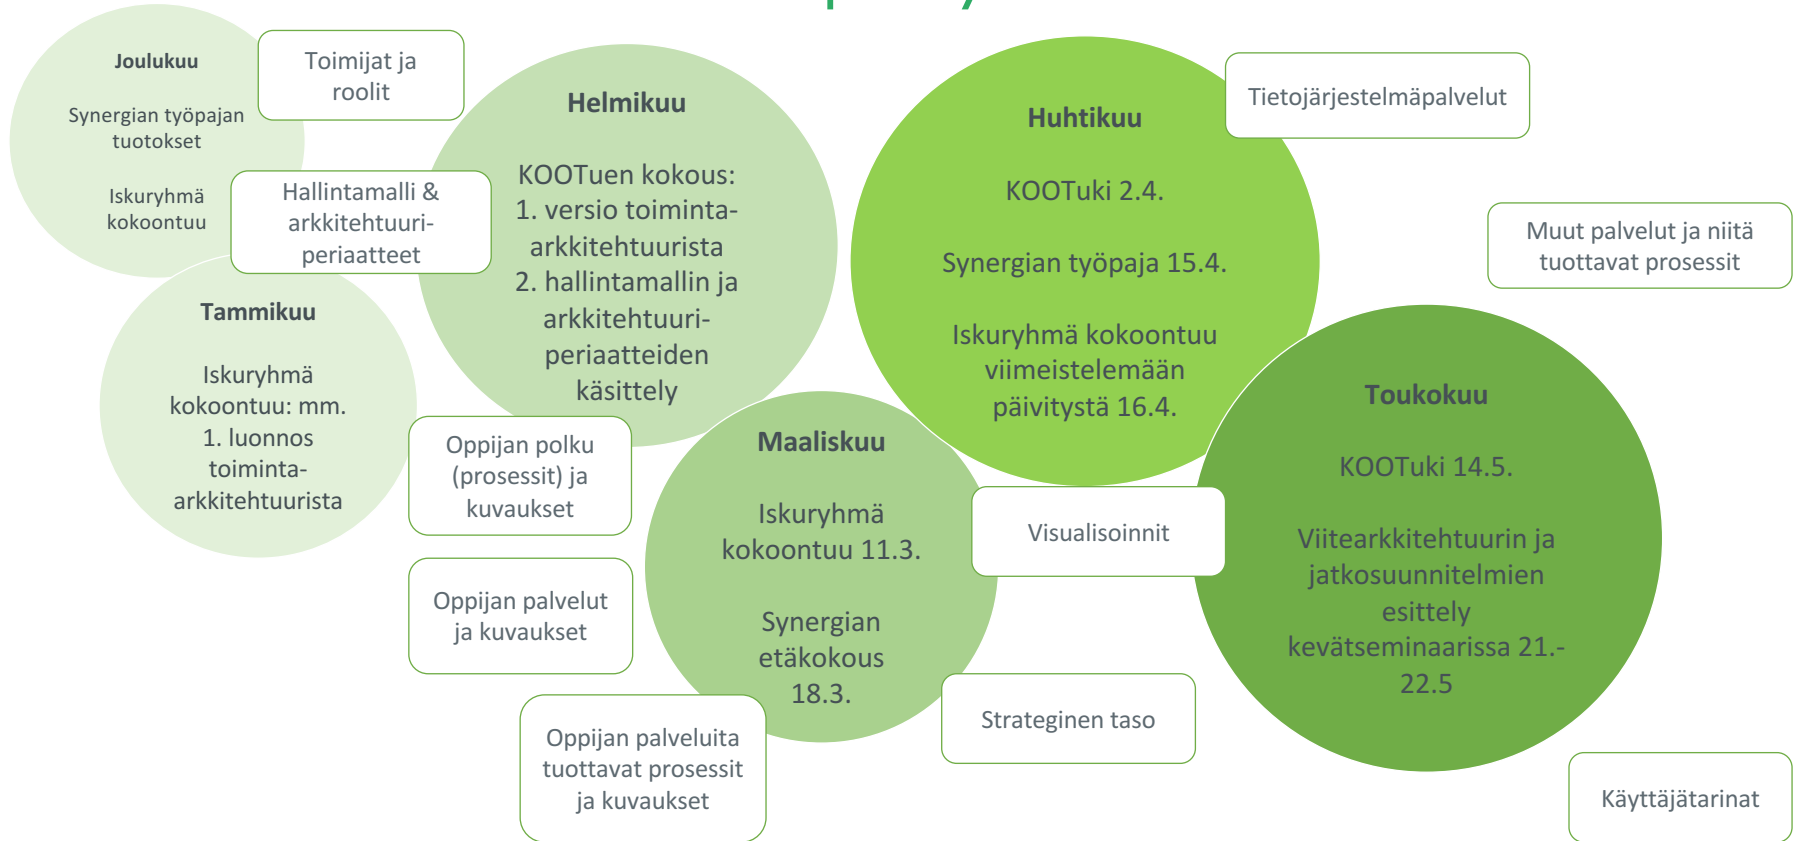 Joulukuu
Synergian työpajan
tuotokset
Iskuryhmä
kokoontuu
Toimijat ja
roolit
Hallintamalli &
arkkitehtuuri-
periaatteet
Tammikuu
Iskuryhmä
kokoontuu: mm.
1. luonnos
toiminta-
arkkitehtuurista
Helmikuu
KOOTuen kokous:
1. versio toiminta-
arkkitehtuurista
2. hallintamallin ja
arkkitehtuuri-
periaatteiden
käsittely
Oppijan polku
(prosessit) ja
kuvaukset
Oppijan palvelut
ja kuvaukset
Oppijan palveluita
tuottavat prosessit
ja kuvaukset
Maaliskuu
Iskuryhmä
kokoontuu 11.3.
Synergian
etäkokous
18.3.
Visualisoinnit
Strateginen taso
Huhtikuu
KOOTuki 2.4.
Synergian työpaja 15.4.
Iskuryhmä kokoontuu
viimeistelemään
päivitystä 16.4.
Tietojärjestelmäpalvelut
Muut palvelut ja niitä
tuottavat prosessit
Toukokuu
KOOTuki 14.5.
Viitearkkitehtuurin ja
jatkosuunnitelmien
esittely
kevätseminaarissa 21.-
22.5
Käyttäjätarinat